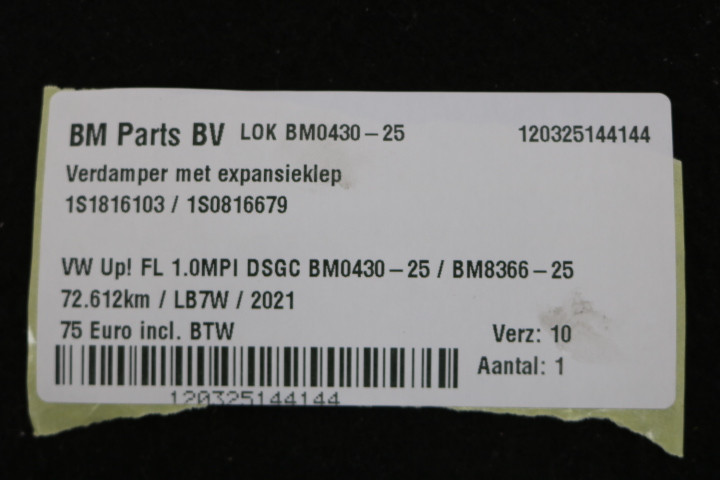 BM Parts BV LOK BM0430-25 120325144144
Verdamper met expansieklep
1S1816103 / 1S0816679
VW Up! FL 1.0MPI DSGC BM0430-25 / BM8366-25
72.612km / LB7W / 2021
75 Euro incl. BTW Verz: 10
Aantal: 1
120325144144